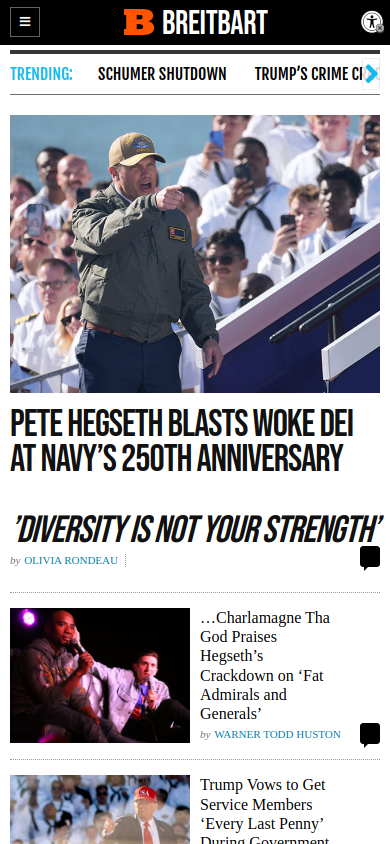 BREITBART
TRENDING:
SCHUMER SHUTDOWN
TRUMP'S CRIME
PETE HEGSETH BLASTS WOKE DEI
AT NAVY'S 250TH ANNIVERSARY
'DIVERSITY IS NOT YOUR STRENGTH'
by OLIVIA RONDEAU
…Charlamagne Tha
God Praises
Hegseth's
Crackdown on ‘Fat
Admirals and
Generals’
by WARNER TODD HUSTON
Trump Vows to Get
Service Members
‘Every Last Penny’
During Government